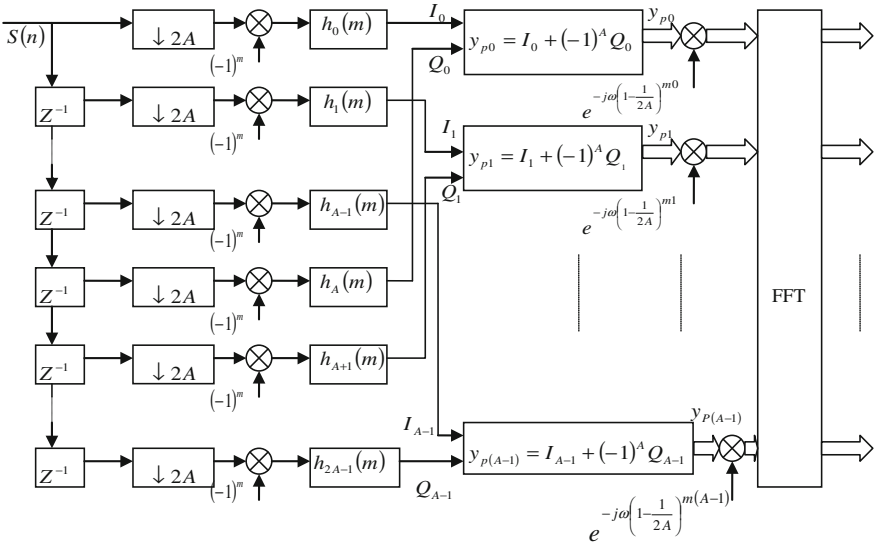 S(n)
↓ 2A
(-1)^m
h_0(m)
I_0
Q_0
y_{p0} = I_0 + (-1)^A Q_0
y_{p0}
e^{-jω(1-\frac{1}{2A})^{m0}}
Z^{-1}
↓ 2A
(-1)^m
h_1(m)
I_1
Q_1
y_{p1} = I_1 + (-1)^A Q_1
y_{p1}
e^{-jω(1-\frac{1}{2A})^{m1}}
Z^{-1}
↓ 2A
(-1)^m
h_{A-1}(m)
Z^{-1}
↓ 2A
(-1)^m
h_A(m)
FFT
Z^{-1}
↓ 2A
(-1)^m
h_{A+1}(m)
Z^{-1}
↓ 2A
(-1)^m
h_{2A-1}(m)
I_{A-1}
Q_{A-1}
y_{p(A-1)} = I_{A-1} + (-1)^A Q_{A-1}
y_{P(A-1)}
e^{-jω(1-\frac{1}{2A})^{m(A-1)}}